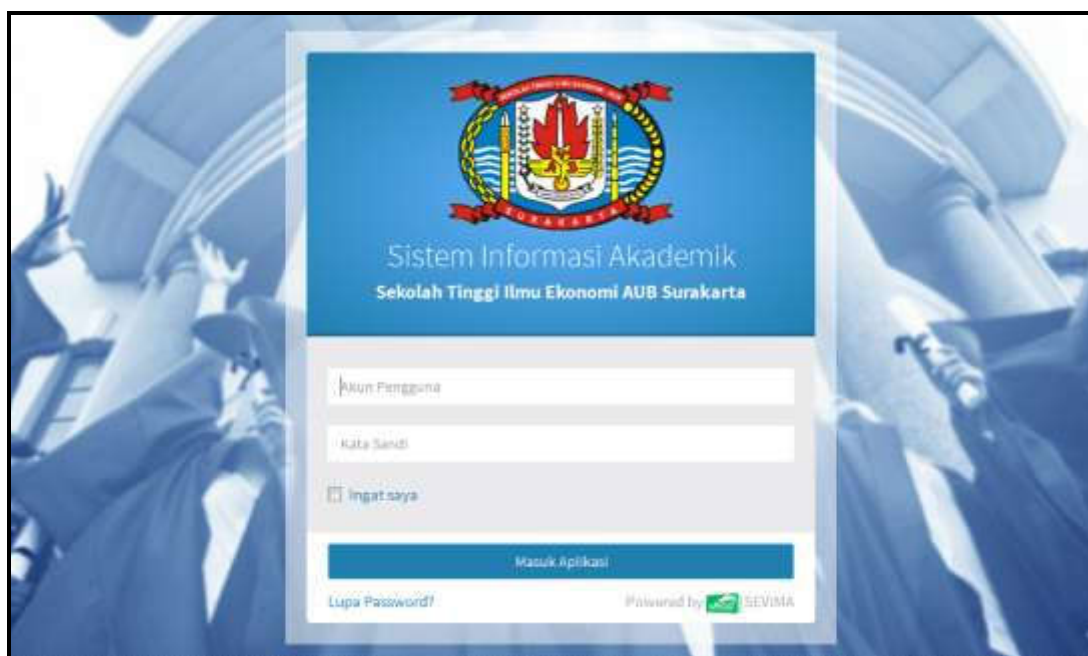 SURAKARTA
Sistem Informasi Akademik
Sekolah Tinggi Ilmu Ekonomi AUB Surakarta
Akun Pengguna
Kata Sandi
Ingat saya
Masuk Aplikasi
Lupa Password?
Powered by SEVIMA